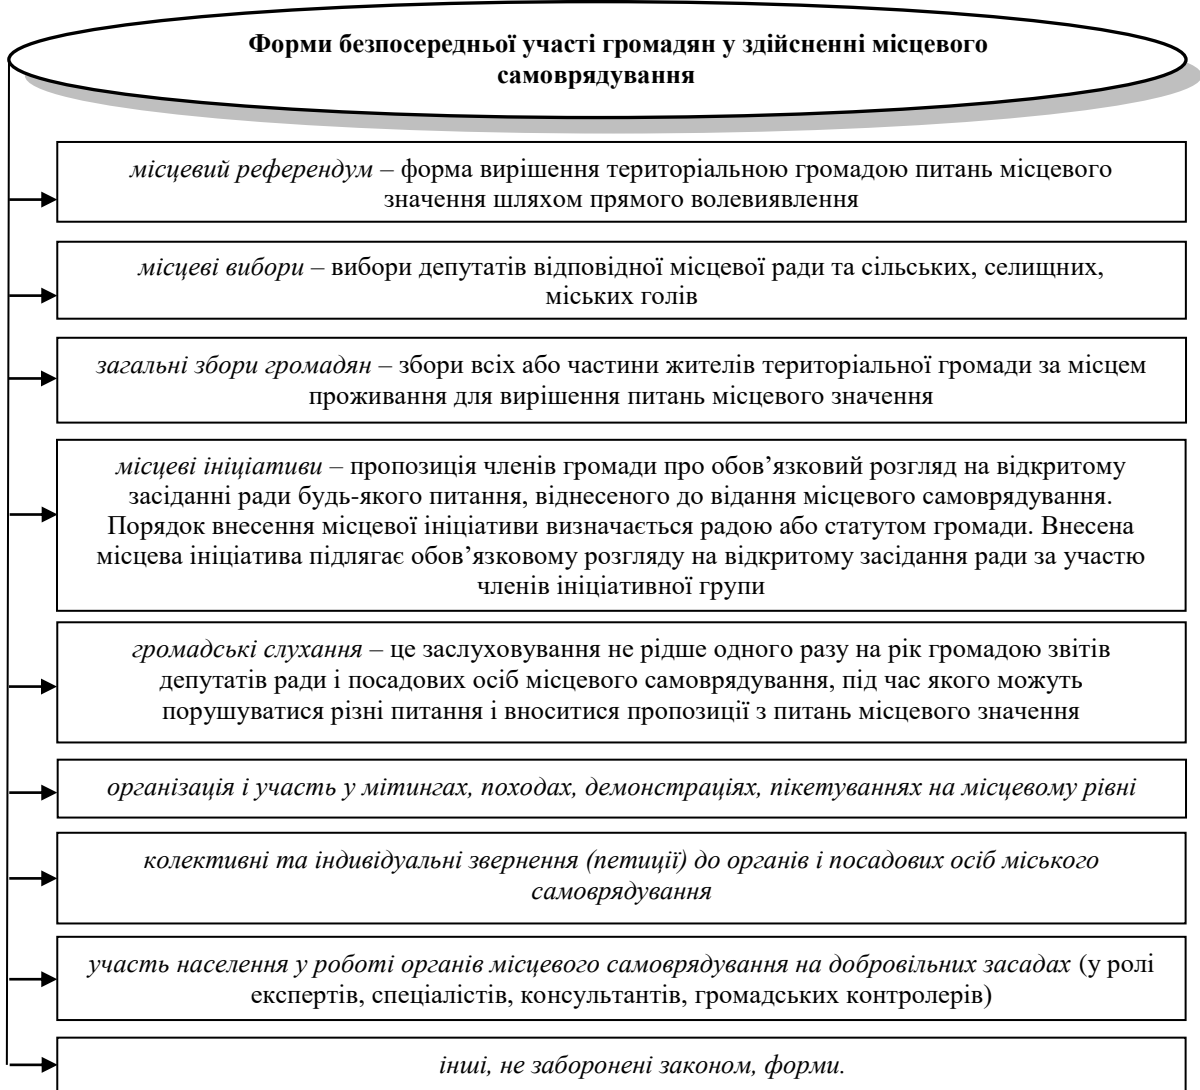 Форми безпосередньої участі громадян у здійсненні місцевого
самоврядування
місцевий референдум – форма вирішення територіальною громадою питань місцевого
значення шляхом прямого волевиявлення
місцеві вибори – вибори депутатів відповідної місцевої ради та сільських, селищних,
міських голів
загальні збори громадян – збори всіх або частини жителів територіальної громади за місцем
проживання для вирішення питань місцевого значення
місцеві ініціативи – пропозиція членів громади про обов’язковий розгляд на відкритому
засіданні ради будь-якого питання, віднесеного до відання місцевого самоврядування.
Порядок внесення місцевої ініціативи визначається радою або статутом громади. Внесена
місцева ініціатива підлягає обов’язковому розгляду на відкритому засідання ради за участю
членів ініціативної групи
громадські слухання – це заслуховування не рідше одного разу на рік громадою звітів
депутатів ради і посадових осіб місцевого самоврядування, під час якого можуть
порушуватися різні питання і вноситися пропозиції з питань місцевого значення
організація і участь у мітингах, походах, демонстраціях, пікетуваннях на місцевому рівні
колективні та індивідуальні звернення (петиції) до органів і посадових осіб міського
самоврядування
участь населення у роботі органів місцевого самоврядування на добровільних засадах (у ролі
експертів, спеціалістів, консультантів, громадських контролерів)
інші, не заборонені законом, форми.